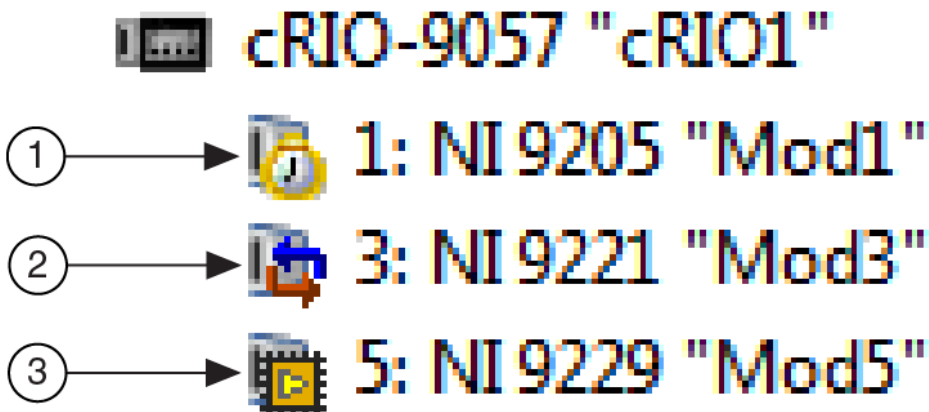 cRIO-9057 "cRIO1"
1 1: NI 9205 "Mod1"
2 3: NI 9221 "Mod3"
3 5: NI 9229 "Mod5"